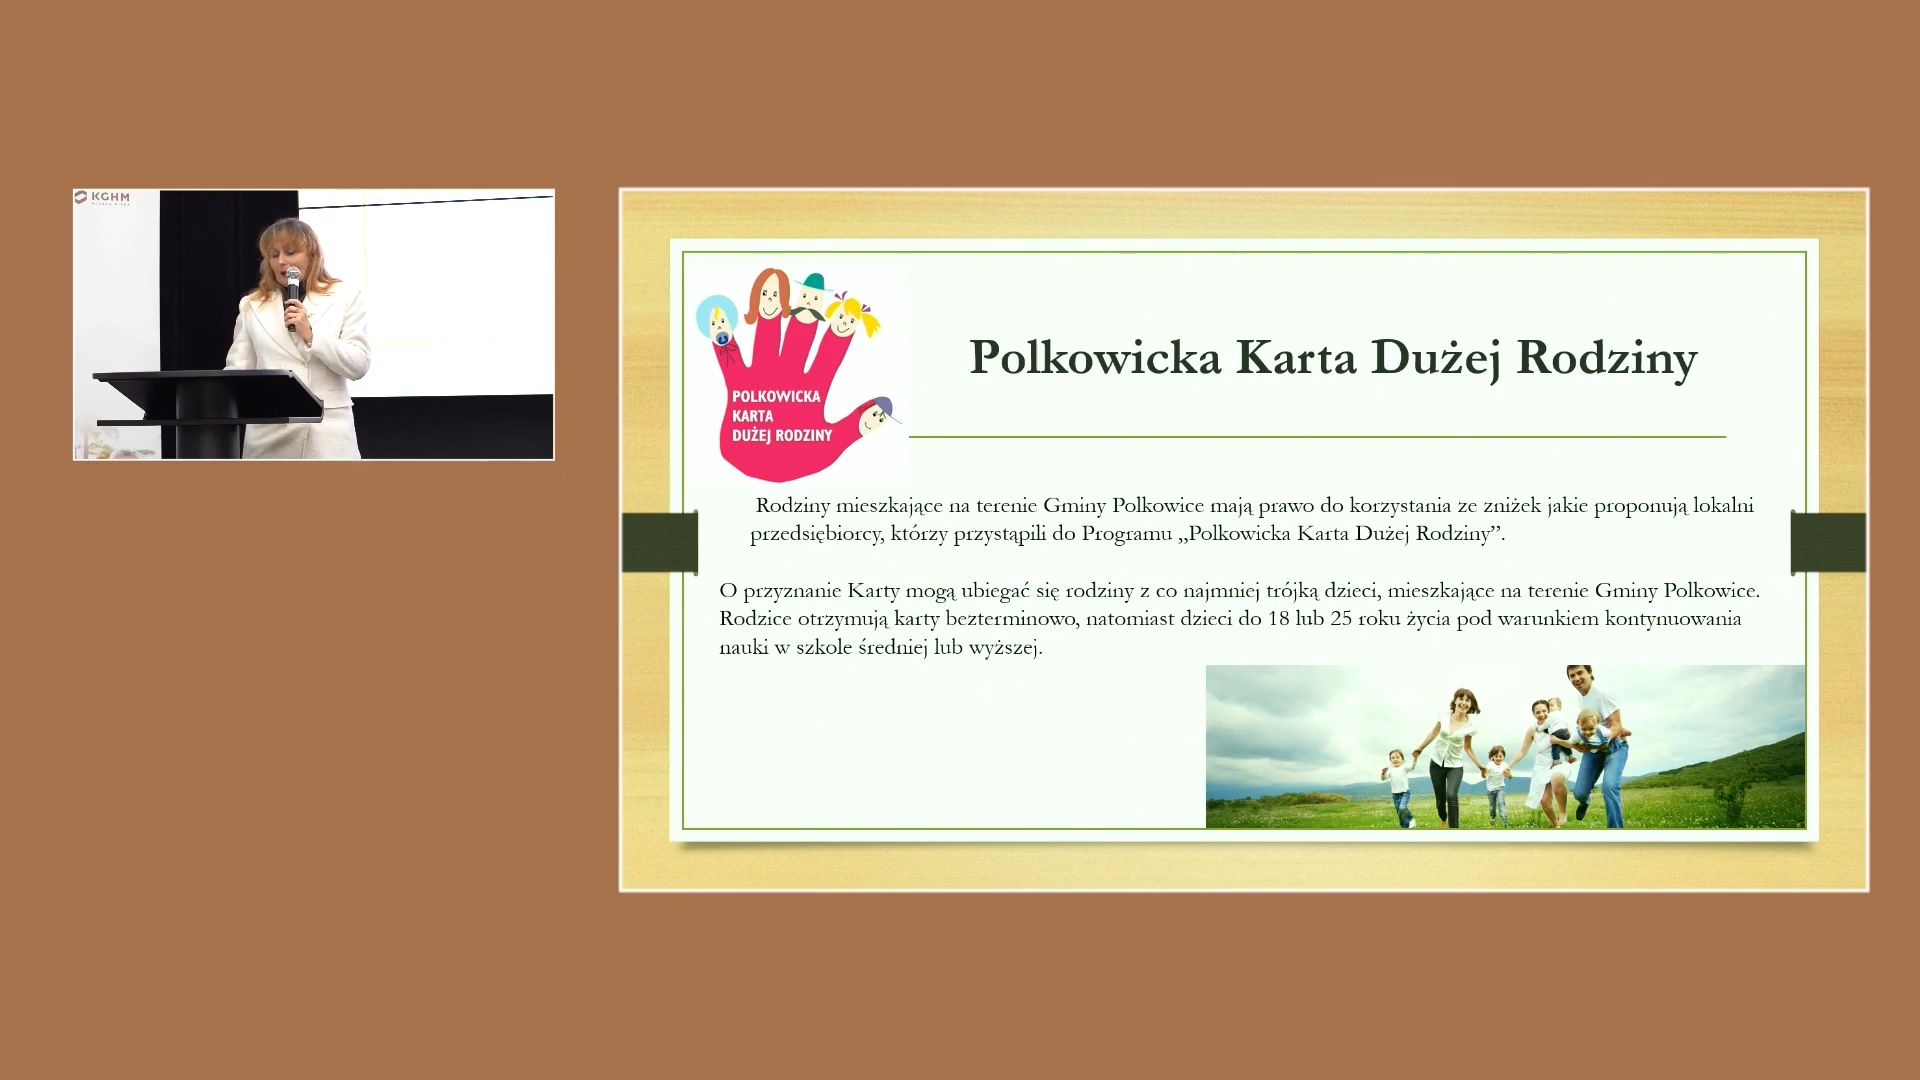 KGHM
POLKOWICKA
KARTA
DUŻEJ RODZINY
Polkowicka Karta Dużej Rodziny
Rodziny mieszkające na terenie Gminy Polkowice mają prawo do korzystania ze zniżek jakie proponują lokalni
przedsiębiorcy, którzy przystąpili do Programu „Polkowicka Karta Dużej Rodziny”.
O przyznanie Karty mogą ubiegać się rodziny z co najmniej trójką dzieci, mieszkające na terenie Gminy Polkowice.
Rodzice otrzymują karty bezterminowo, natomiast dzieci do 18 lub 25 roku życia pod warunkiem kontynuowania
nauki w szkole średniej lub wyższej.